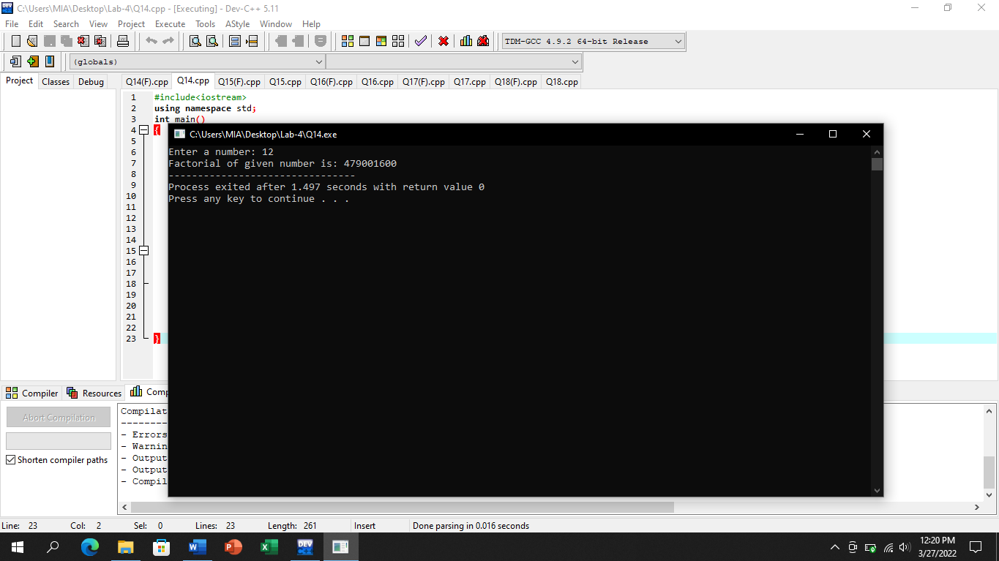 C:\Users\MIA\Desktop\Lab-4\Q14.cpp - [Executing] - Dev-C++ 5.11
File Edit Search View Project Execute Tools AStyle Window Help
TDM-GCC 4.9.2 64-bit Release
(globals)
Project Classes Debug Q14(F).cpp Q14.cpp Q15(F).cpp Q15.cpp Q16(F).cpp Q16.cpp Q17(F).cpp Q17.cpp Q18(F).cpp Q18.cpp
1 #include<iostream>
2 using namespace std;
3 int main()
4 {
5
6
7
8
9
10
11
12
13
14
15
16
17
18
19
20
21
22
23 }
C:\Users\MIA\Desktop\Lab-4\Q14.exe
Enter a number: 12
Factorial of given number is: 479001600
--------------------------------
Process exited after 1.497 seconds with return value 0
Press any key to continue . . .
Compiler Resources Comp
Abort Compilation
Shorten compiler paths
Compilat
--------
- Errors
- Warnin
- Output
- Output
- Compil
Line: 23 Col: 2 Sel: 0 Lines: 23 Length: 261 Insert Done parsing in 0.016 seconds
12:20 PM
3/27/2022